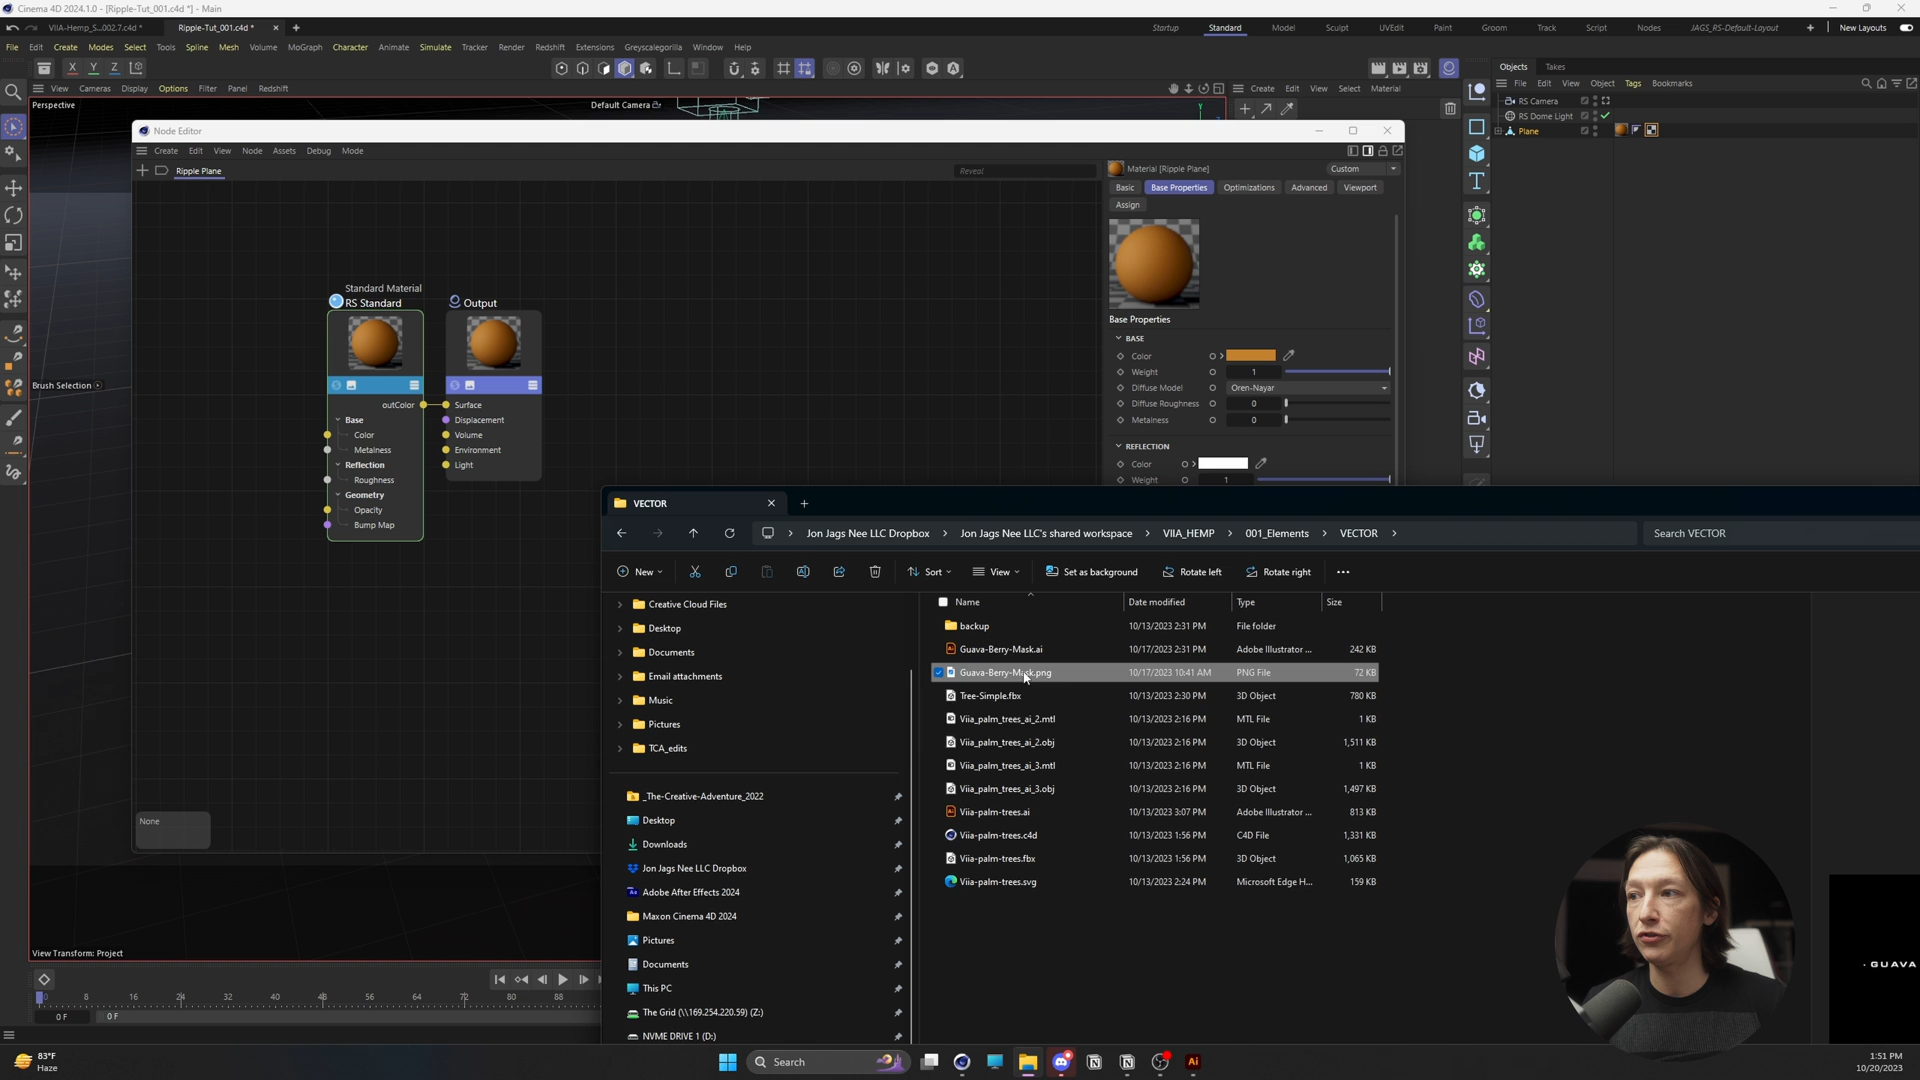 Cinema 4D 2024.1.0 - [Ripple-Tut_001.c4d *] - Main
VIIA-Hemp_S...002.7.c4d *
Ripple-Tut_001.c4d *
Startup
Standard
Model
Sculpt
UVEdit
Paint
Groom
Track
Script
Nodes
JAGS_RS-Default-Layout
New Layouts
File Edit Create Modes Select Tools Spline Mesh Volume MoGraph Character Animate Simulate Tracker Render Redshift Extensions Greyscalegorilla Window Help
X Y Z
Objects Takes
View Cameras Display Options Filter Panel Redshift
Create Edit View Select Material
File Edit View Object Tags Bookmarks
Perspective
Default Camera
Y
RS Camera
RS Dome Light
Plane
Node Editor
Create Edit View Node Assets Debug Mode
Ripple Plane
Reveal
Material [Ripple Plane]
Custom
Basic Base Properties Optimizations Advanced Viewport
Assign
Standard Material
RS Standard
Output
outColor
Surface
Base
Displacement
Color
Volume
Metalness
Environment
Reflection
Light
Roughness
Geometry
Opacity
Bump Map
Base Properties
BASE
Color
Weight 1
Diffuse Model Oren-Nayar
Diffuse Roughness 0
Metalness 0
REFLECTION
Color
Weight 1
Brush Selection
None
View Transform: Project
0 8 16 24 32 40 48 56 64 72 80 88
0 F
0 F
VECTOR
Jon Jags Nee LLC Dropbox > Jon Jags Nee LLC's shared workspace > VIIA_HEMP > 001_Elements > VECTOR >
Search VECTOR
New
Sort
View
Set as background
Rotate left
Rotate right
Creative Cloud Files
Desktop
Documents
Email attachments
Music
Pictures
TCA_edits
_The-Creative-Adventure_2022
Desktop
Downloads
Jon Jags Nee LLC Dropbox
Adobe After Effects 2024
Maxon Cinema 4D 2024
Pictures
Documents
This PC
The Grid (\\169.254.220.59) (Z:)
NVME DRIVE 1 (D:)
Name Date modified Type Size
backup 10/13/2023 2:31 PM File folder
Guava-Berry-Mask.ai 10/17/2023 2:31 PM Adobe Illustrator ... 242 KB
Guava-Berry-Mask.png 10/17/2023 10:41 AM PNG File 72 KB
Tree-Simple.fbx 10/13/2023 2:30 PM 3D Object 780 KB
Viia_palm_trees_ai_2.mtl 10/13/2023 2:16 PM MTL File 1 KB
Viia_palm_trees_ai_2.obj 10/13/2023 2:16 PM 3D Object 1,511 KB
Viia_palm_trees_ai_3.mtl 10/13/2023 2:16 PM MTL File 1 KB
Viia_palm_trees_ai_3.obj 10/13/2023 2:16 PM 3D Object 1,497 KB
Viia-palm-trees.ai 10/13/2023 3:07 PM Adobe Illustrator ... 813 KB
Viia-palm-trees.c4d 10/13/2023 1:56 PM C4D File 1,331 KB
Viia-palm-trees.fbx 10/13/2023 1:56 PM 3D Object 1,065 KB
Viia-palm-trees.svg 10/13/2023 2:24 PM Microsoft Edge H... 159 KB
· GUAVA
83°F
Haze
Search
Ai
1:51 PM
10/20/2023